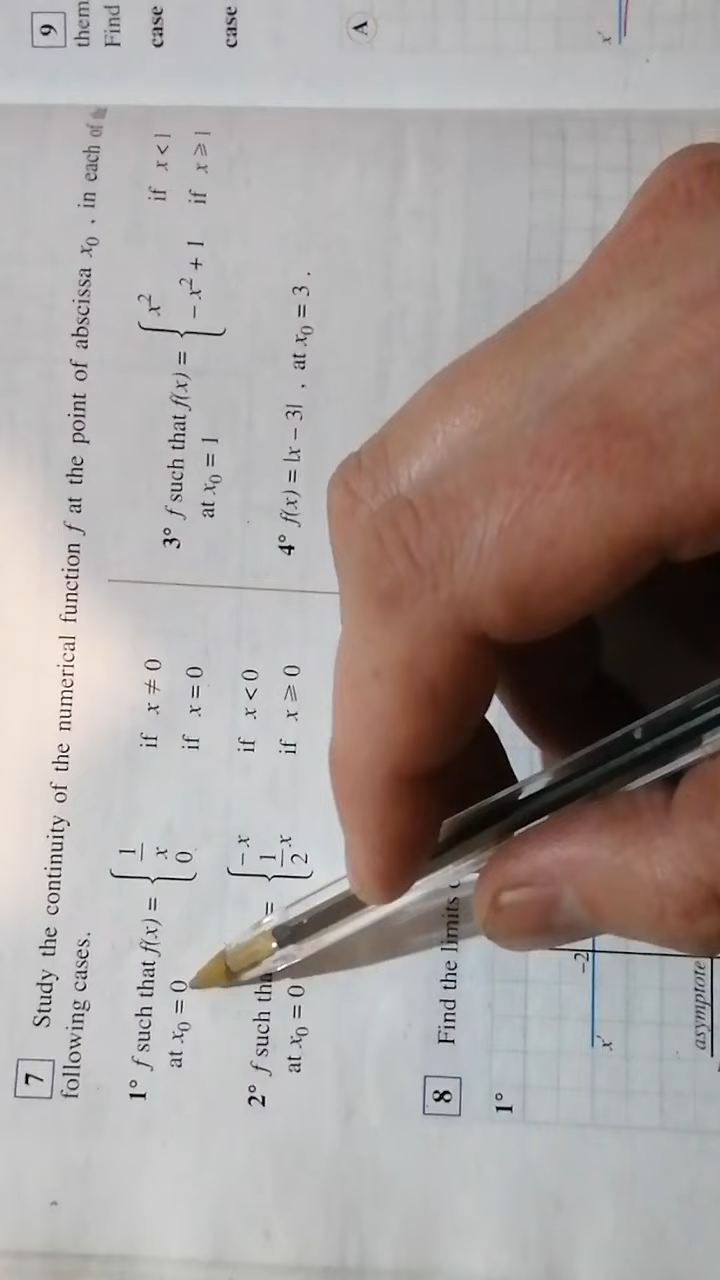 7 Study the continuity of the numerical function f at the point of abscissa x₀ , in each of
following cases.
1° f such that f(x) = { 1/x if x ≠ 0
0 if x = 0
at x₀ = 0
2° f such = { – x if x < 0
1/2 x if x ⩾ 0
at x₀ = 0
3° f such that f(x) = { x² if x < 1
– x² + 1 if x ⩾ 1
at x₀ = 1
4° f(x) = |x – 3| , at x₀ = 3 .
8 Find the limits
1°
–2
x'
asymptote
9
them
Find
case
case
A
x'